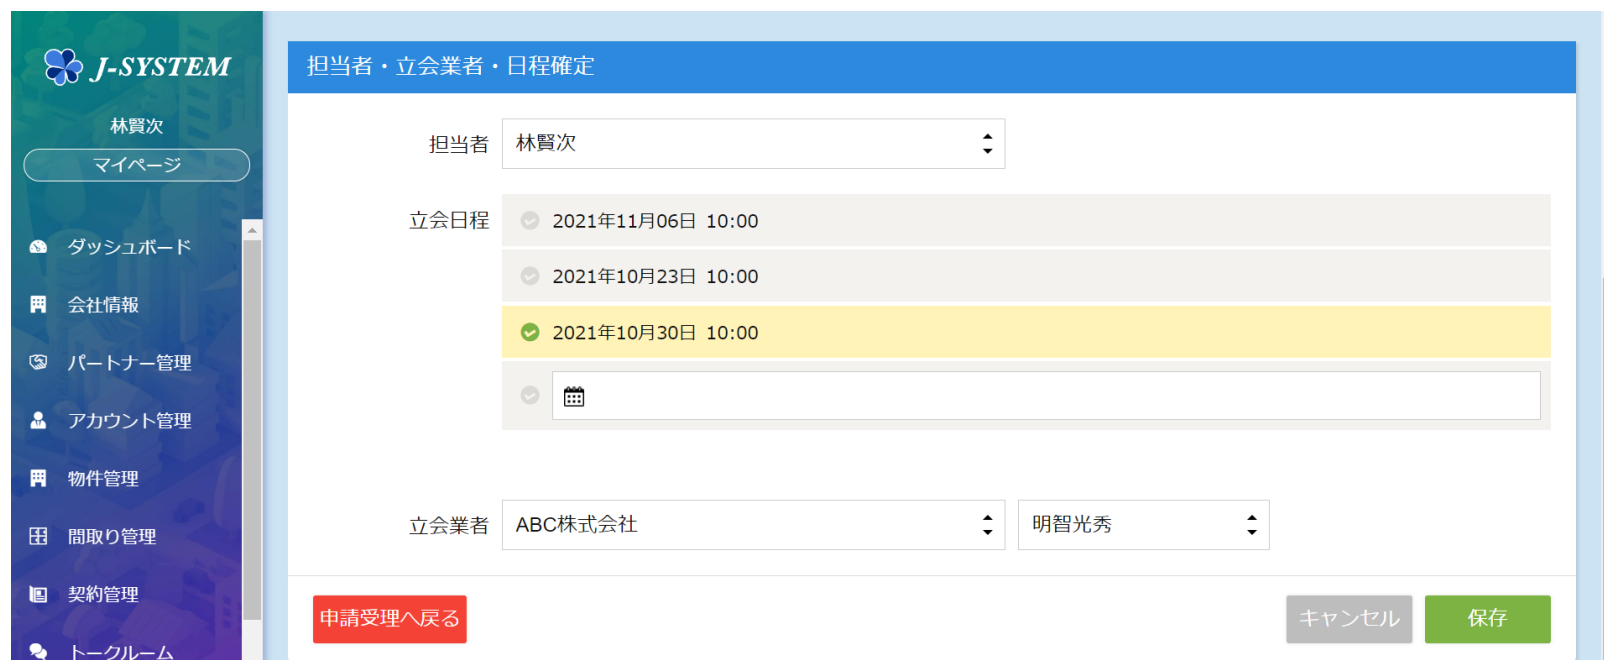 J-SYSTEM
林賢次
マイページ
ダッシュボード
会社情報
パートナー管理
アカウント管理
物件管理
間取り管理
契約管理
トークルーム
担当者・立会業者・日程確定
担当者 林賢次
立会日程 2021年11月06日 10:00
2021年10月23日 10:00
2021年10月30日 10:00
立会業者 ABC株式会社 明智光秀
申請受理へ戻る キャンセル 保存